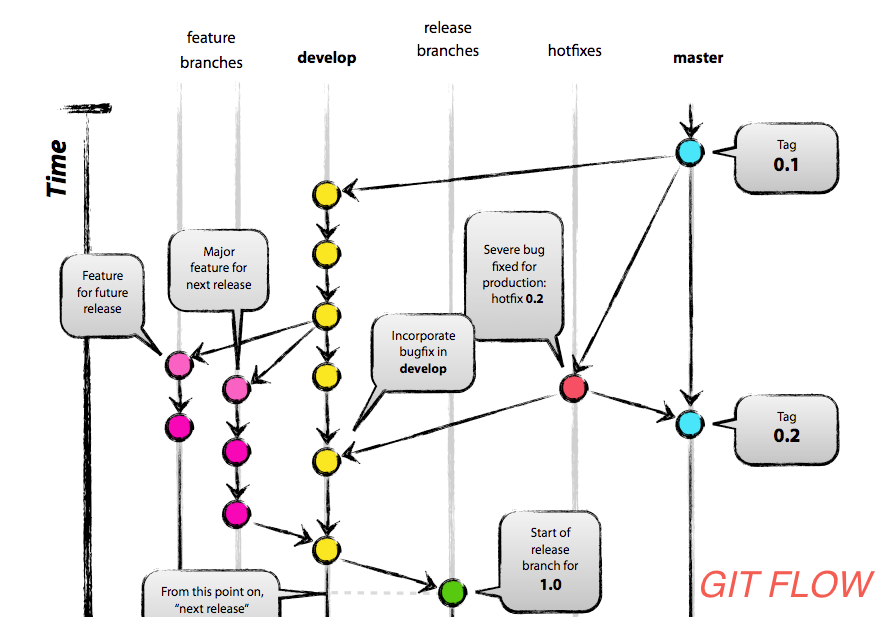 feature
branches
develop
release
branches
hotfixes
master
Time
Tag
0.1
Major
feature for
next release
Feature
for future
release
Severe bug
fixed for
production:
hotfix 0.2
Incorporate
bugfix in
develop
Tag
0.2
Start of
release
branch for
1.0
From this point on,
“next release”
GIT FLOW